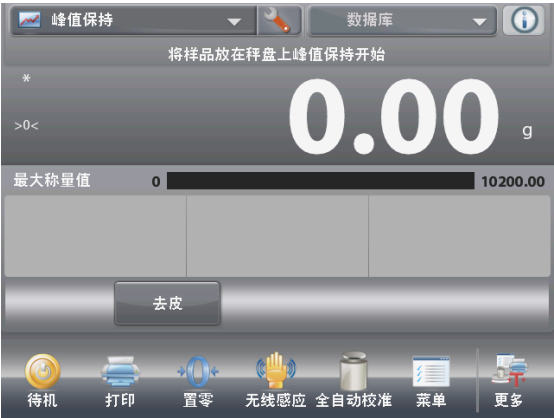 峰值保持 数据库
将样品放在秤盘上峰值保持开始
*
>0<
0.00 g
最大称量值 0 10200.00
去皮
待机 打印 置零 无线感应 全自动校准 菜单 更多